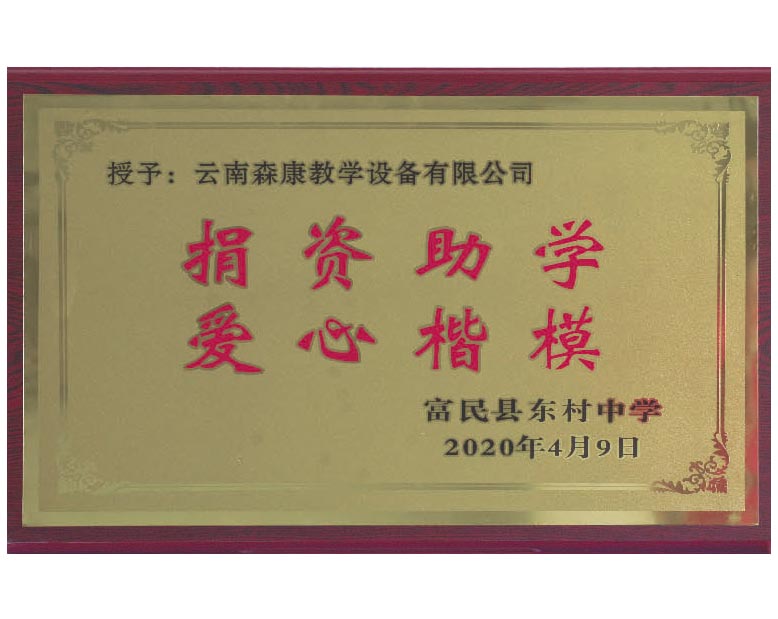 授予：云南森康教学设备有限公司
捐资助学
爱心楷模
富民县东村中学
2020年4月9日